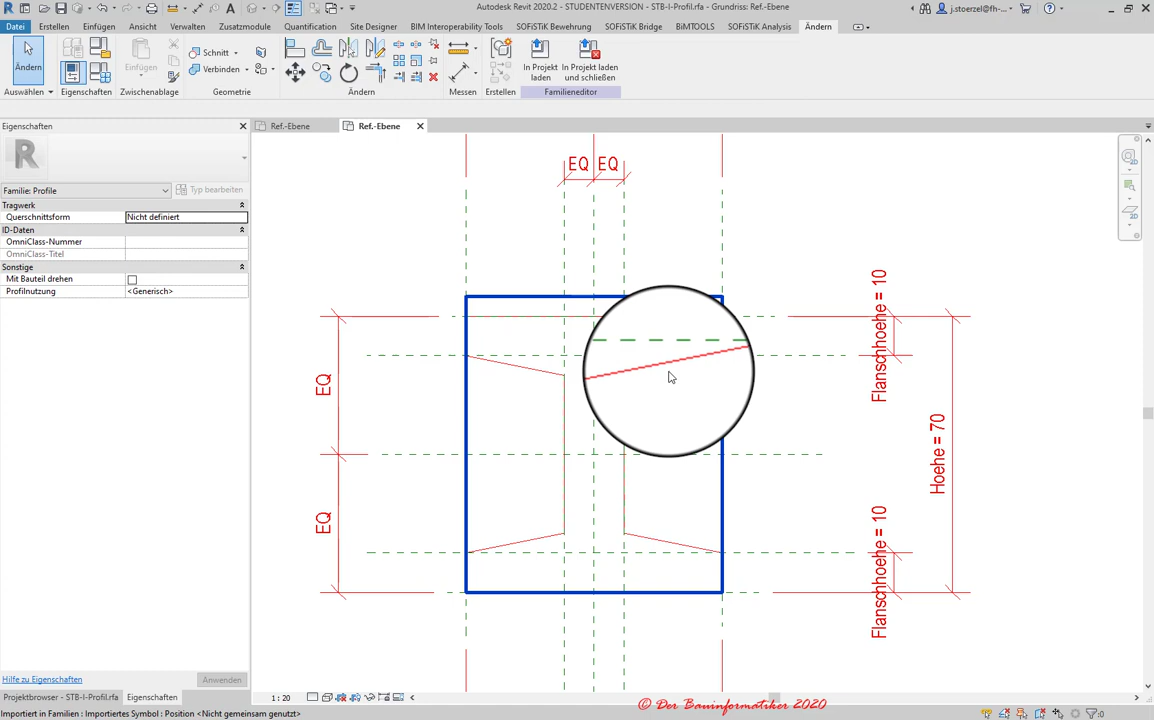 Autodesk Revit 2020.2 - STUDENTENVERSION - STB-I-Profil.rfa - Grundriss: Ref.-Ebene
j.stoerzel@fh-...
Datei Erstellen Einfügen Ansicht Verwalten Zusatzmodule Quantification Site Designer BIM Interoperability Tools SOFiSTiK Bewehrung SOFiSTiK Bridge BiMTOOLS SOFiSTiK Analysis Ändern
Ändern Einfügen Schnitt In Projekt laden In Projekt laden und schließen
Verbinden
Auswählen Eigenschaften Zwischenablage Geometrie Ändern Messen Erstellen Familieneditor
Eigenschaften
Ref.-Ebene Ref.-Ebene
Familie: Profile Typ bearbeiten
Tragwerk
Querschnittsform Nicht definiert
ID-Daten
OmniClass-Nummer
OmniClass-Titel
Sonstige
Mit Bauteil drehen
Profilnutzung <Generisch>
EQ EQ
EQ
EQ
Flanschhoehe = 10
Hoehe = 70
Flanschhoehe = 10
Hilfe zu Eigenschaften Anwenden
Projektbrowser - STB-I-Profil.rfa Eigenschaften
1 : 20
© Der Bauinformatiker 2020
Importiert in Familien : Importiertes Symbol : Position <Nicht gemeinsam genutzt>
:0